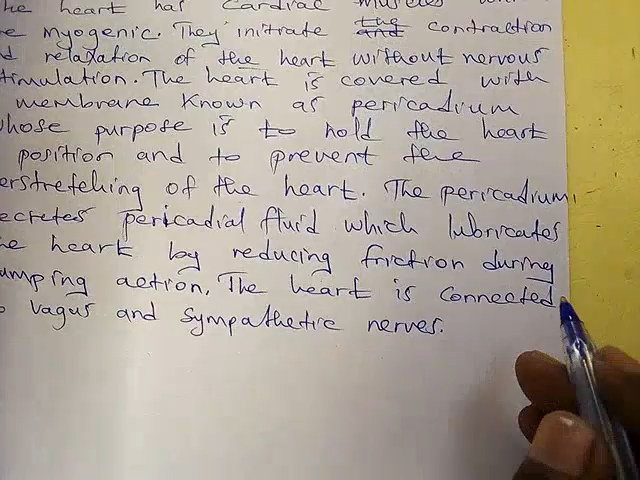 he heart has cardiac muscles
e myogenic. They initrate the contraction
d relaxation of the heart without nervous
timulation. The heart is covered with
membrane known as pericadium
hose purpose is to hold the heart
position and to prevent the
erstretching of the heart. The pericadium
ecretes pericadial fluid which lubricates
he heart by reducing friction during
umping action. The heart is connected
o vagus and sympathetic nerves.